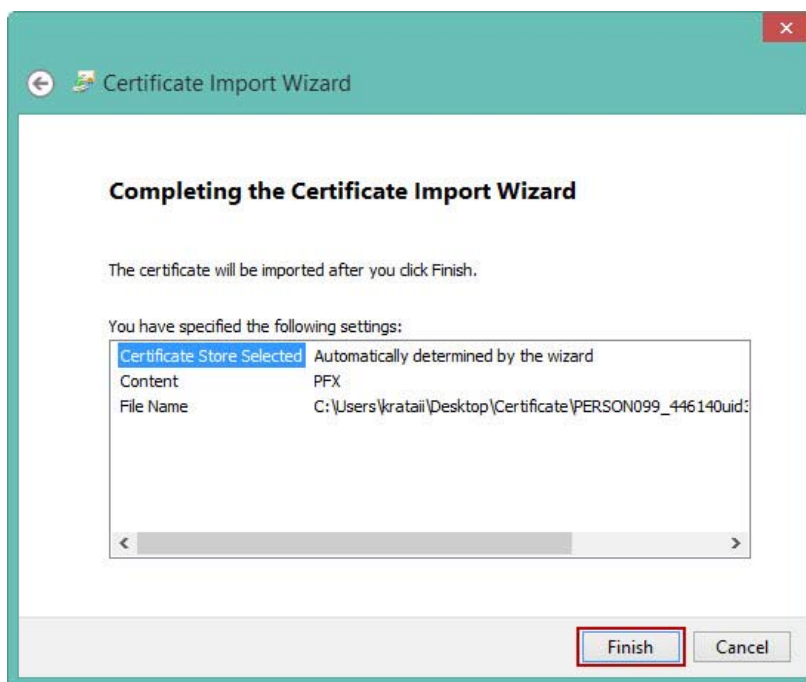 Certificate Import Wizard
Completing the Certificate Import Wizard
The certificate will be imported after you click Finish.
You have specified the following settings:
Certificate Store Selected Automatically determined by the wizard
Content PFX
File Name C:\Users\krataii\Desktop\Certificate\PERSON099_446140uid3
Finish Cancel